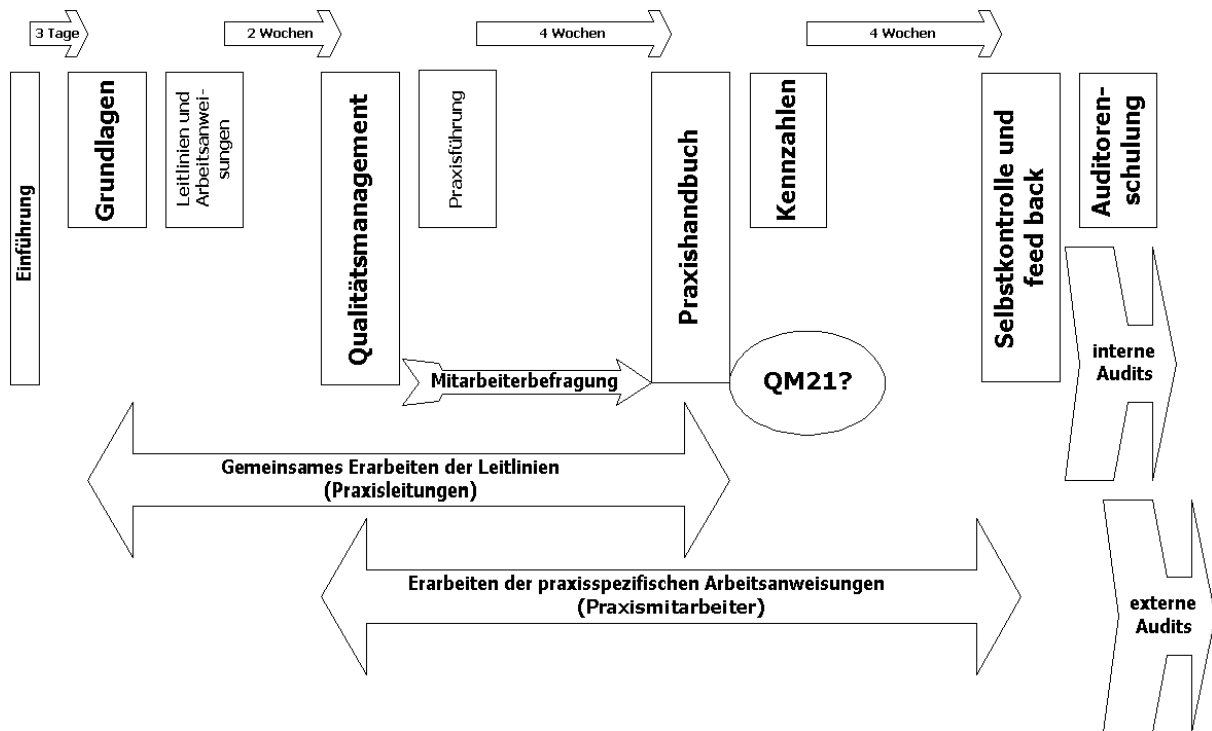 3 Tage
2 Wochen
4 Wochen
4 Wochen
Einführung
Grundlagen
Leitlinien und
Arbeitsanwei-
sungen
Qualitätsmanagement
Praxisführung
Praxishandbuch
Kennzahlen
Selbstkontrolle und
feed back
Auditoren-
schulung
Mitarbeiterbefragung
QM21?
interne
Audits
Gemeinsames Erarbeiten der Leitlinien
(Praxisleitungen)
Erarbeiten der praxisspezifischen Arbeitsanweisungen
(Praxismitarbeiter)
externe
Audits